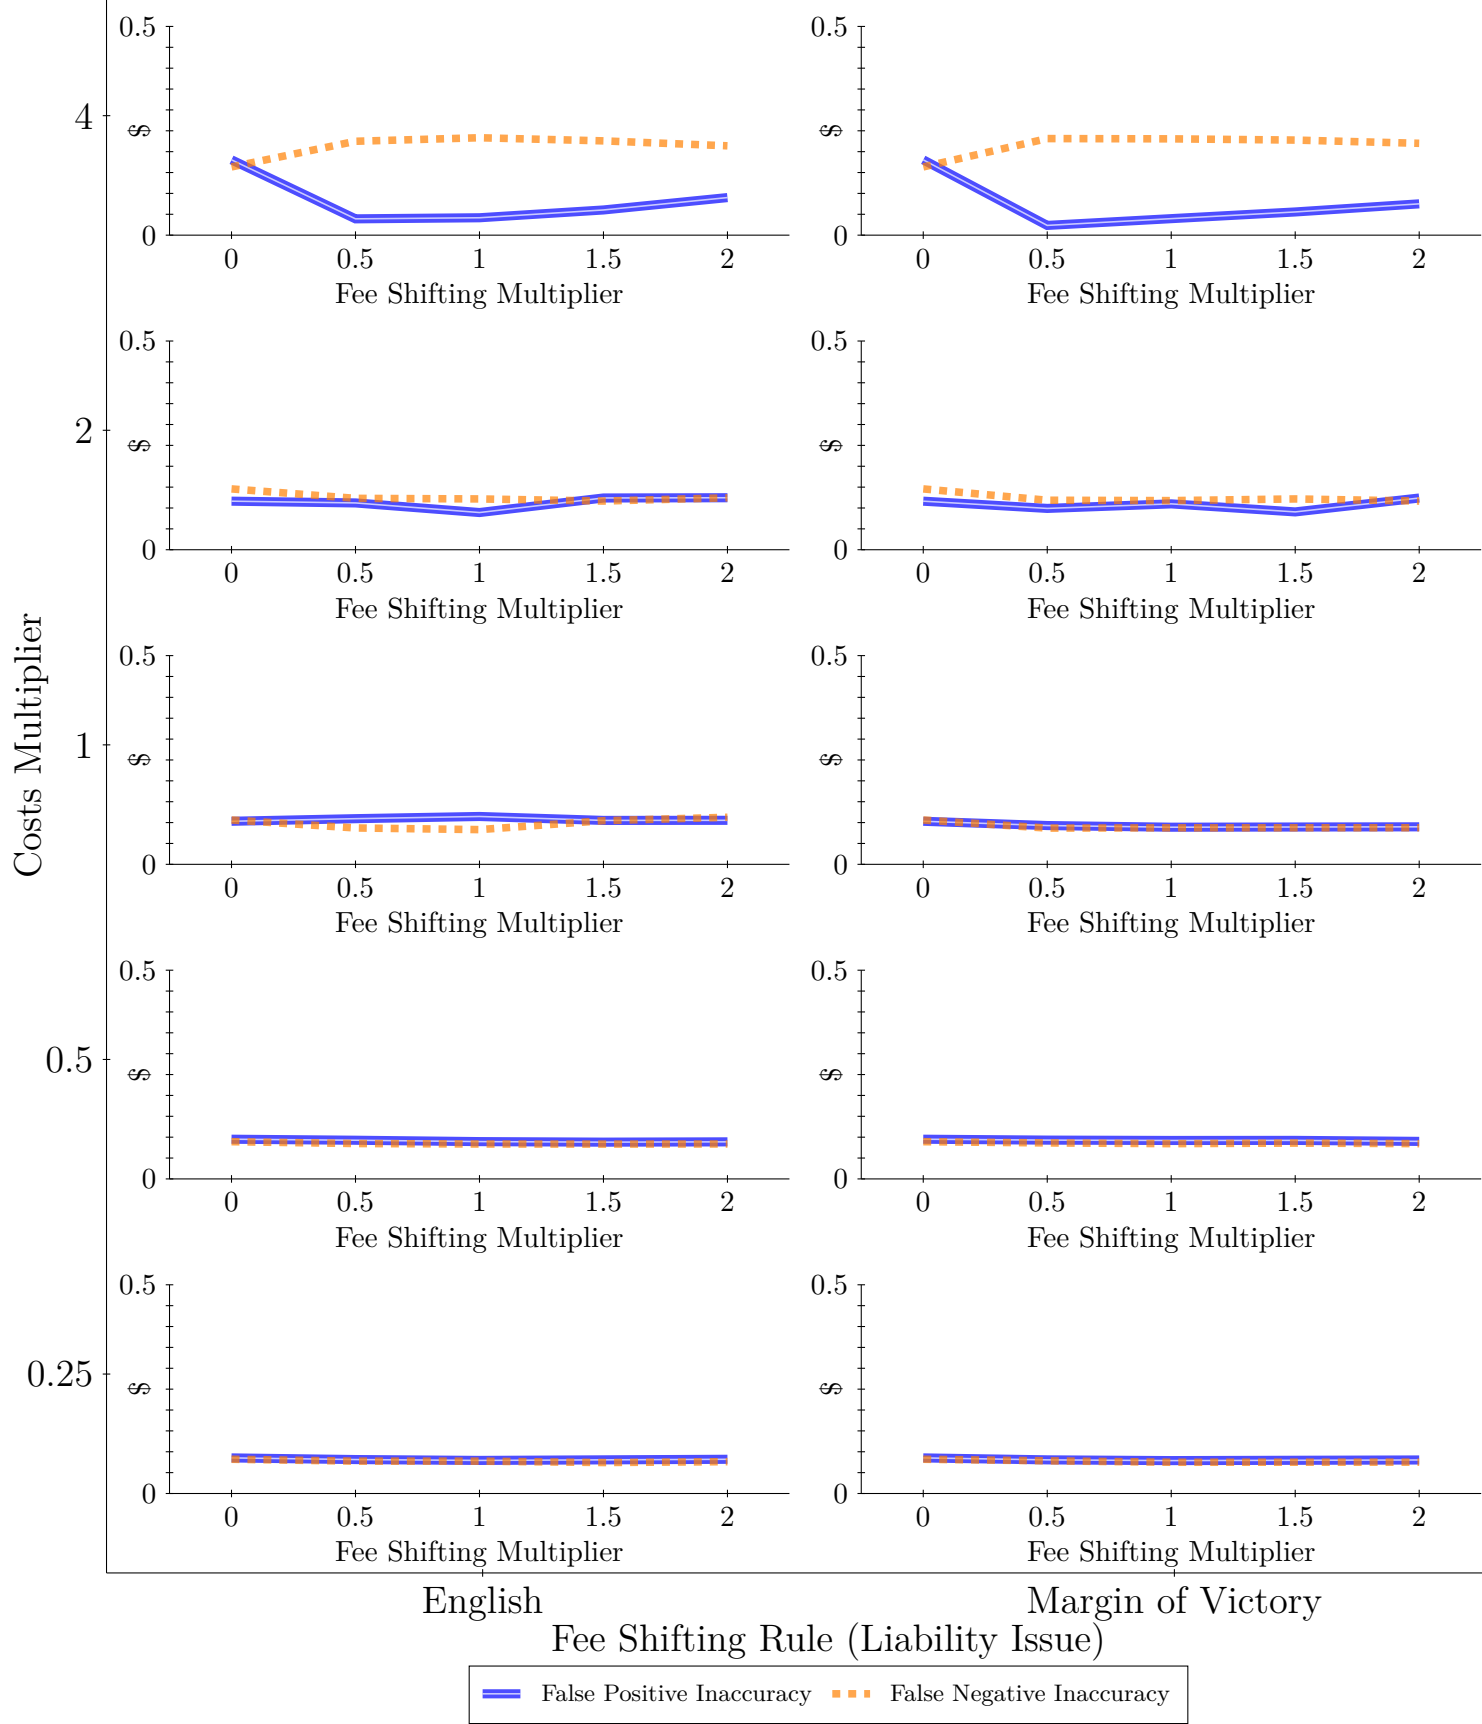 0.5
0.5
4
$
$
0
0
0 0.5 1 1.5 2
0 0.5 1 1.5 2
Fee Shifting Multiplier
Fee Shifting Multiplier
0.5
0.5
2
$
$
0
0
0 0.5 1 1.5 2
0 0.5 1 1.5 2
Fee Shifting Multiplier
Fee Shifting Multiplier
Costs Multiplier
0.5
0.5
1
$
$
0
0
0 0.5 1 1.5 2
0 0.5 1 1.5 2
Fee Shifting Multiplier
Fee Shifting Multiplier
0.5
0.5
0.5
$
$
0
0
0 0.5 1 1.5 2
0 0.5 1 1.5 2
Fee Shifting Multiplier
Fee Shifting Multiplier
0.5
0.5
0.25
$
$
0
0
0 0.5 1 1.5 2
0 0.5 1 1.5 2
Fee Shifting Multiplier
Fee Shifting Multiplier
English
Margin of Victory
Fee Shifting Rule (Liability Issue)
False Positive Inaccuracy
False Negative Inaccuracy